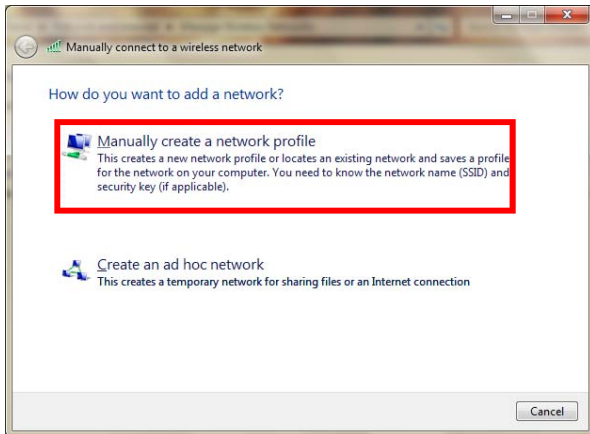 Manually connect to a wireless network
How do you want to add a network?
Manually create a network profile
This creates a new network profile or locates an existing network and saves a profile
for the network on your computer. You need to know the network name (SSID) and
security key (if applicable).
Create an ad hoc network
This creates a temporary network for sharing files or an Internet connection
Cancel